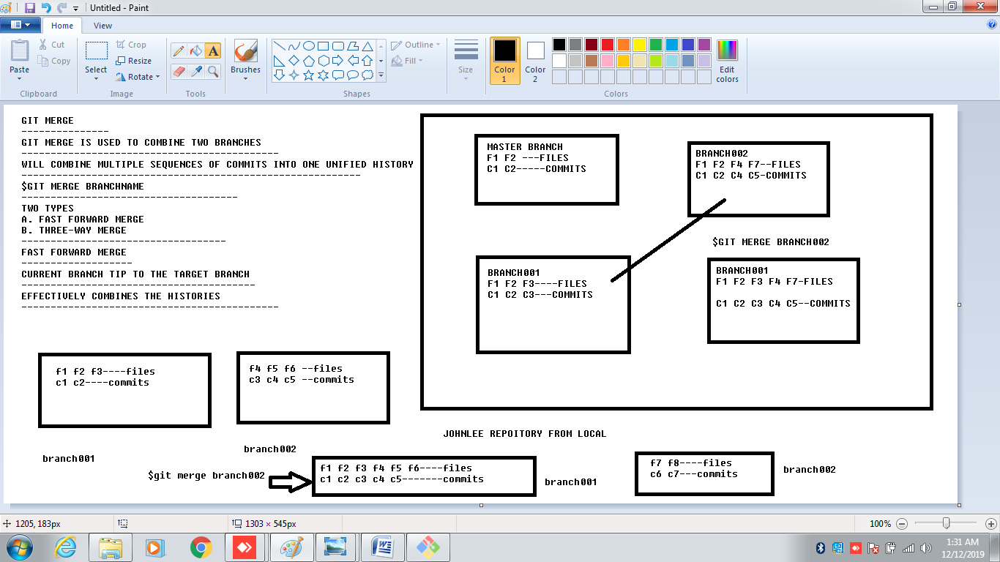 Untitled - Paint
Home
View
Paste
Cut
Copy
Clipboard
Select
Crop
Resize
Rotate
Image
A
Tools
Brushes
Shapes
Outline
Fill
Size
Color 1
Color 2
Colors
Edit colors
GIT MERGE
---------------
GIT MERGE IS USED TO COMBINE TWO BRANCHES
--------------------------------------------
WILL COMBINE MULTIPLE SEQUENCES OF COMMITS INTO ONE UNIFIED HISTORY
----------------------------------------------------------
$GIT MERGE BRANCHNAME
-------------------------------------
TWO TYPES
A. FAST FORWARD MERGE
B. THREE-WAY MERGE
-----------------------------------
FAST FORWARD MERGE
-------------------
CURRENT BRANCH TIP TO THE TARGET BRANCH
----------------------------------------
EFFECTIVELY COMBINES THE HISTORIES
--------------------------------------------
MASTER BRANCH
F1 F2 ---FILES
C1 C2-----COMMITS
BRANCH002
F1 F2 F4 F7--FILES
C1 C2 C4 C5-COMMITS
$GIT MERGE BRANCH002
BRANCH001
F1 F2 F3----FILES
C1 C2 C3---COMMITS
BRANCH001
F1 F2 F3 F4 F7-FILES
C1 C2 C3 C4 C5--COMMITS
f1 f2 f3----files
c1 c2----commits
f4 f5 f6 --files
c3 c4 c5 --commits
JOHNLEE REPOITORY FROM LOCAL
branch001
branch002
$git merge branch002
f1 f2 f3 f4 f5 f6----files
c1 c2 c3 c4 c5-------commits
branch001
f7 f8----files
c6 c7---commits
branch002
1205, 183px
1303 × 545px
100%
1:31 AM
12/12/2019